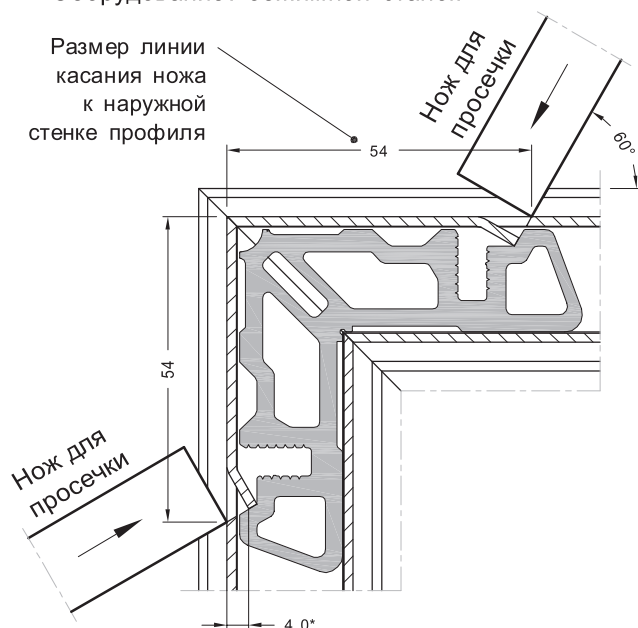 Размер линии
касания ножа
к наружной
стенке профиля
Нож для
просечки
60°
54
54
Нож для
просечки
4,0*